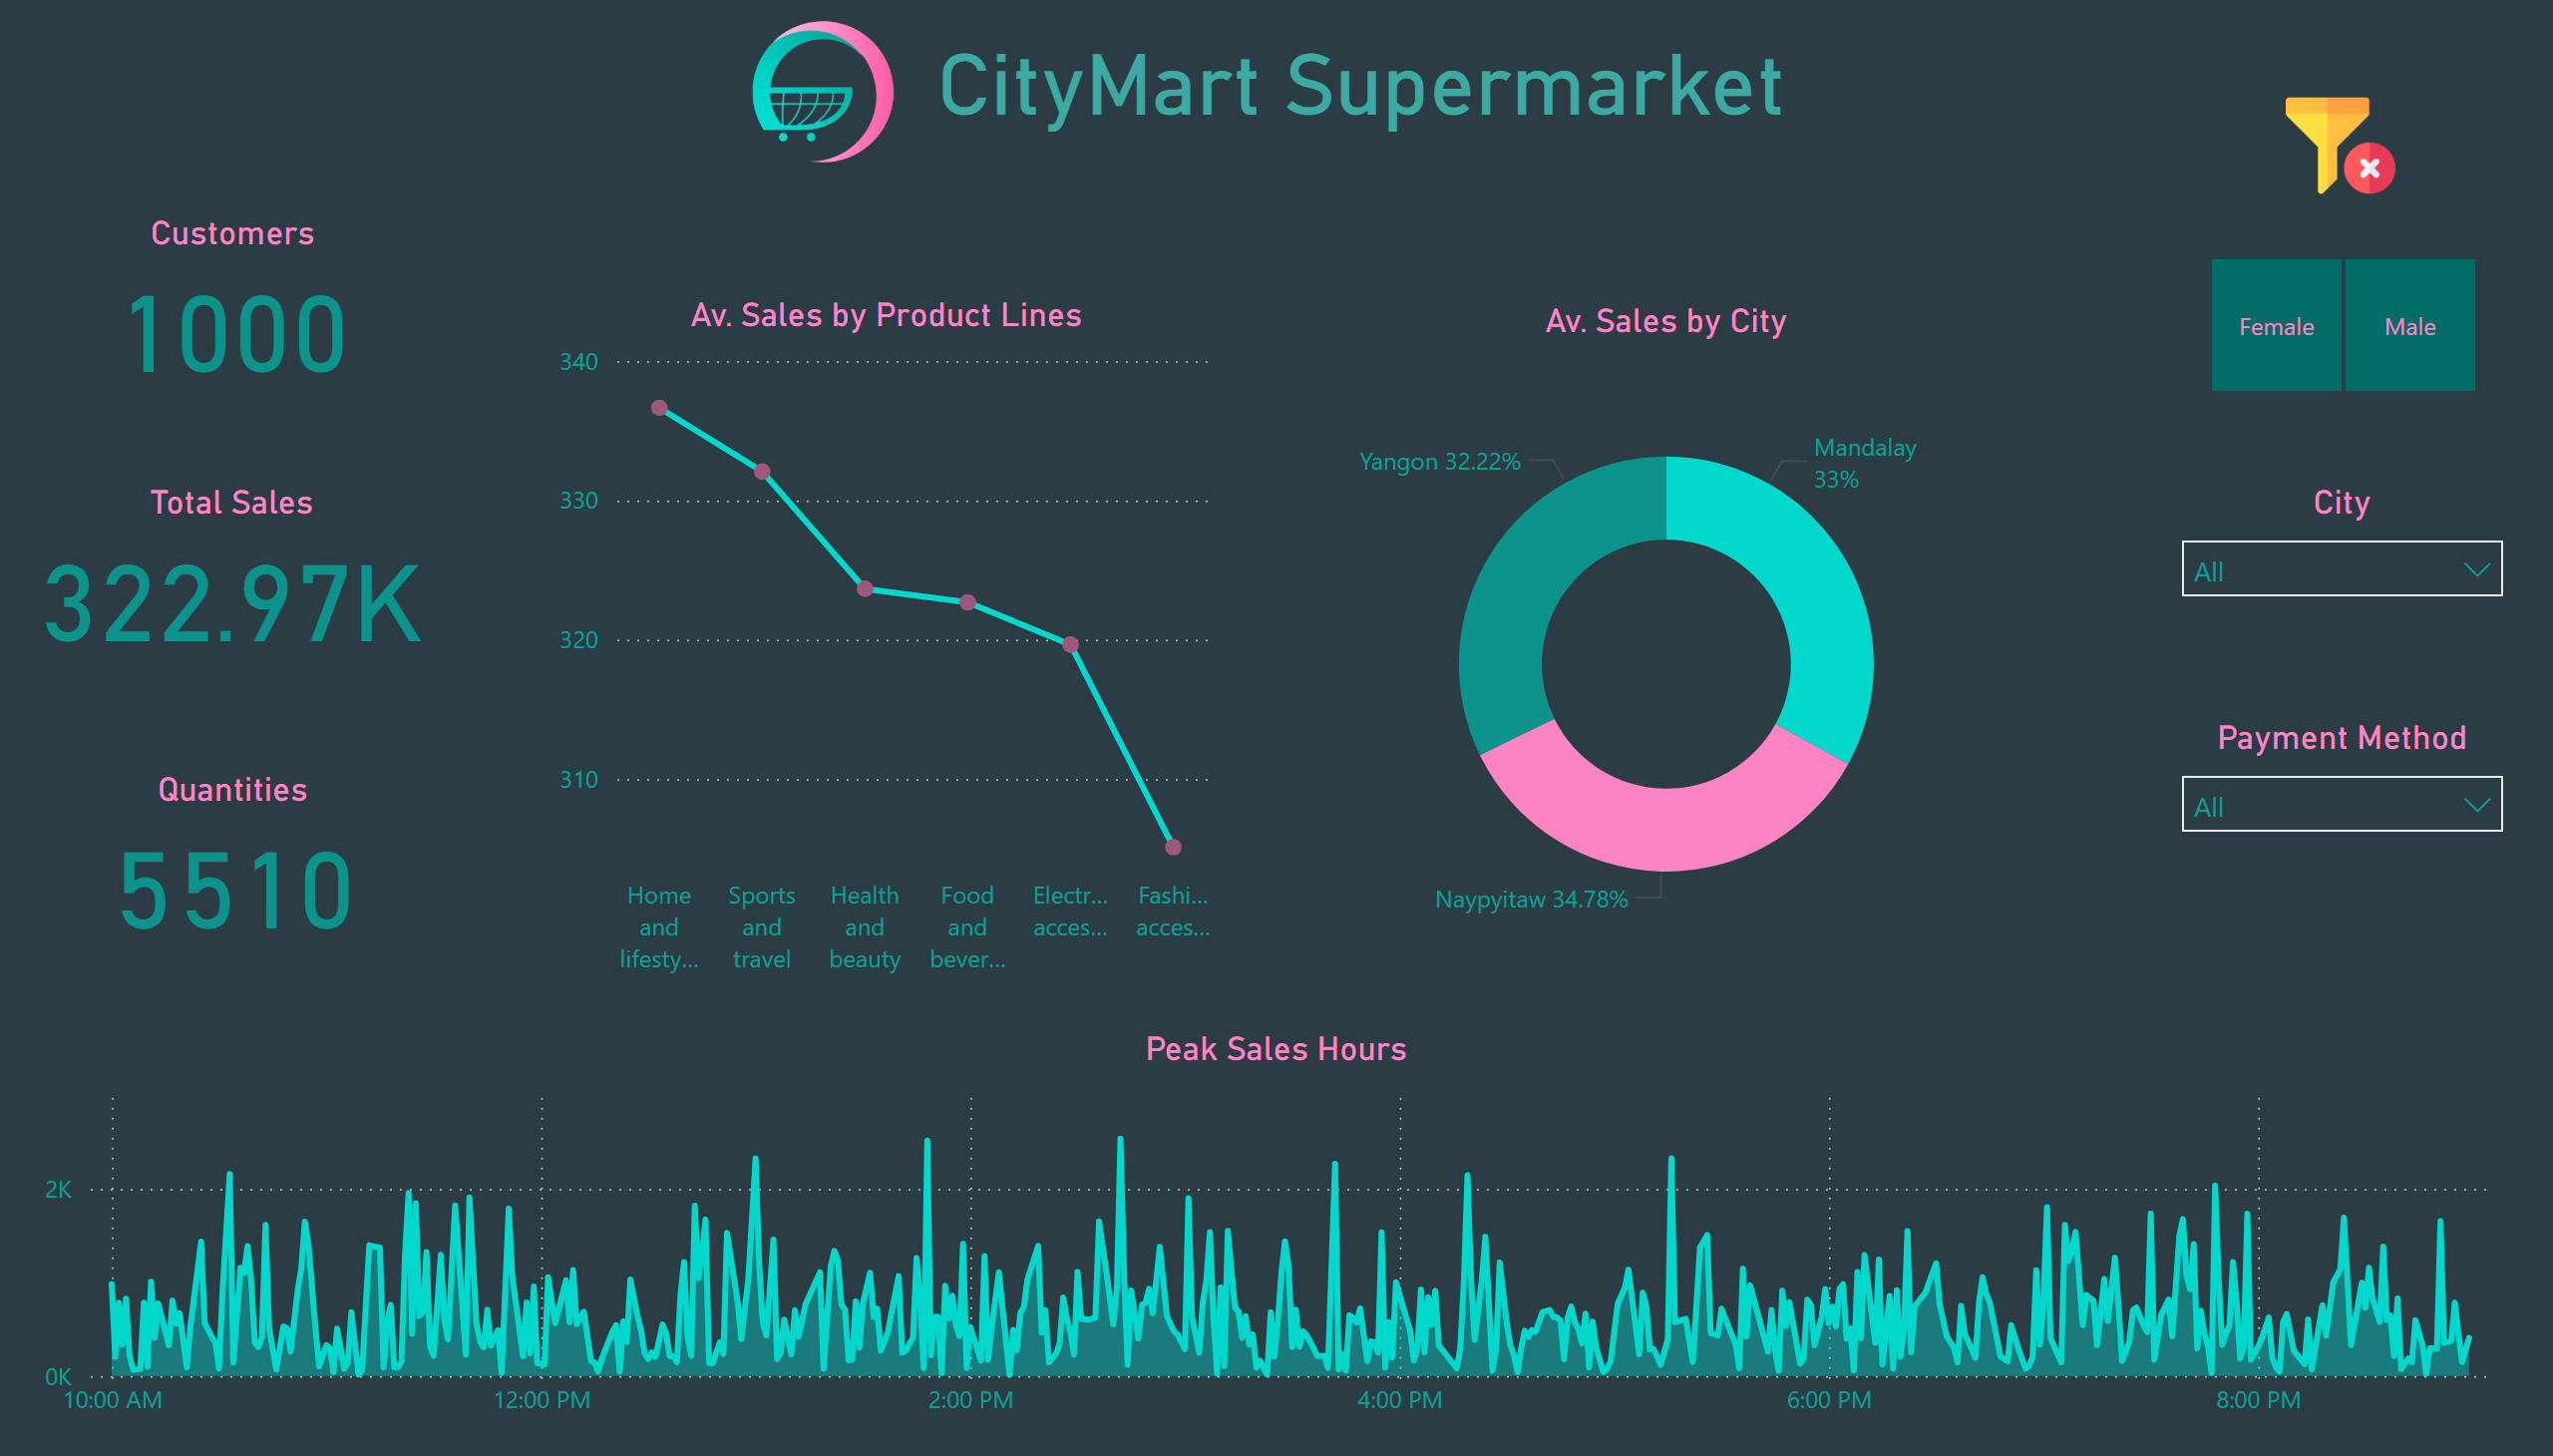 CityMart Supermarket
Customers
1000
Total Sales
322.97K
Quantities
5510
Av. Sales by Product Lines
340
330
320
310
Home and lifesty...
Sports and travel
Health and beauty
Food and bever...
Electr... acces...
Fashi... acces...
Av. Sales by City
Yangon 32.22%
Mandalay
33%
Naypyitaw 34.78%
Female
Male
City
All
Payment Method
All
Peak Sales Hours
2K
0K
10:00 AM
12:00 PM
2:00 PM
4:00 PM
6:00 PM
8:00 PM